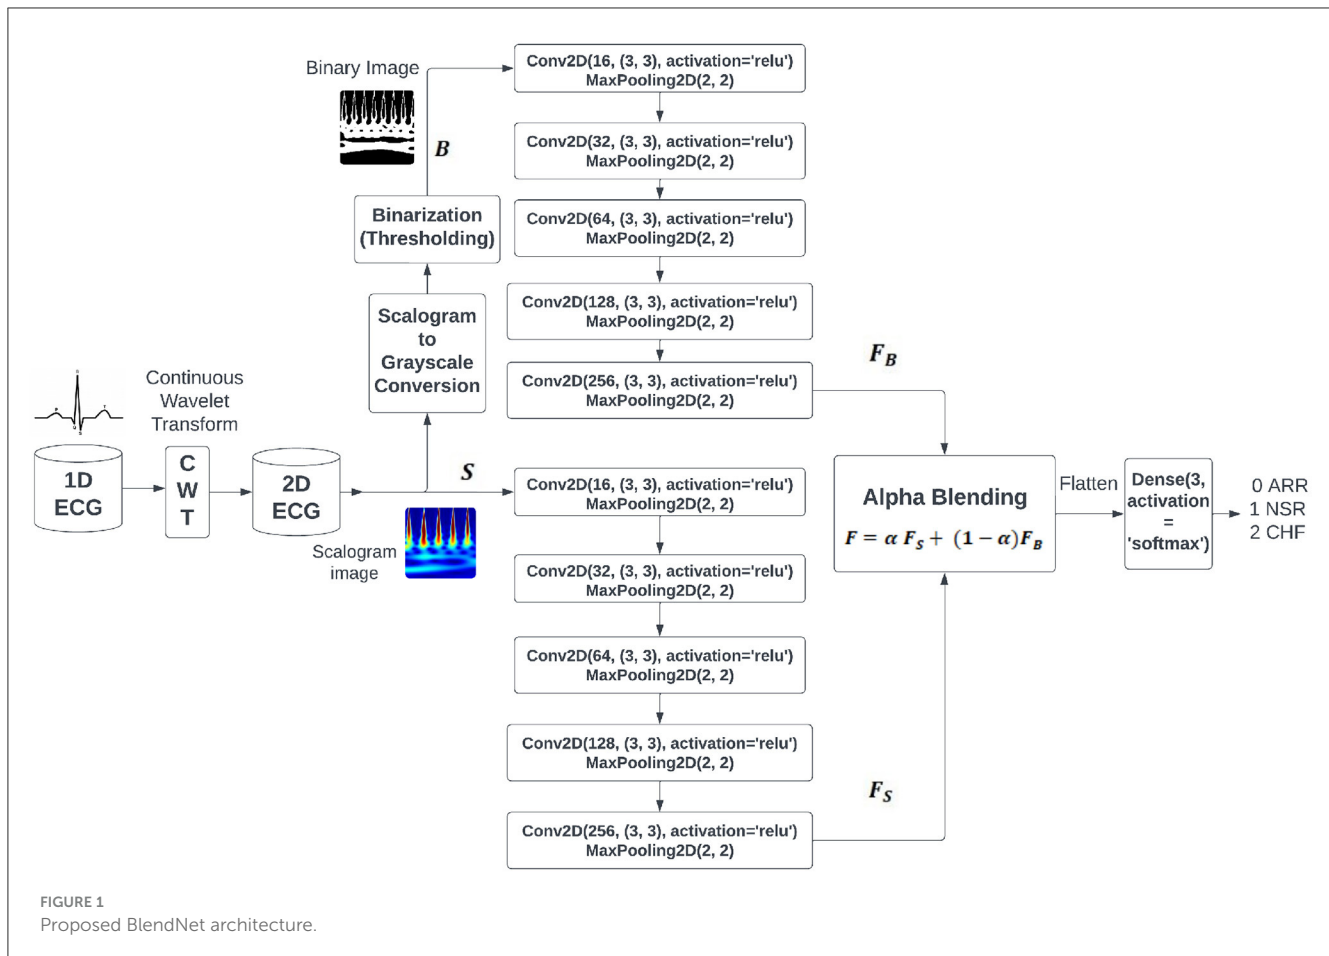 Binary Image
B
Binarization
(Thresholding)
Scalogram
to
Grayscale
Conversion
Conv2D(16, (3, 3), activation='relu')
MaxPooling2D(2, 2)
Conv2D(32, (3, 3), activation='relu')
MaxPooling2D(2, 2)
Conv2D(64, (3, 3), activation='relu')
MaxPooling2D(2, 2)
Conv2D(128, (3, 3), activation='relu')
MaxPooling2D(2, 2)
Conv2D(256, (3, 3), activation='relu')
MaxPooling2D(2, 2)
F_B
R
P
T
Q
S
1D
ECG
Continuous
Wavelet
Transform
C
W
T
2D
ECG
S
Scalogram
image
Conv2D(16, (3, 3), activation='relu')
MaxPooling2D(2, 2)
Conv2D(32, (3, 3), activation='relu')
MaxPooling2D(2, 2)
Conv2D(64, (3, 3), activation='relu')
MaxPooling2D(2, 2)
Conv2D(128, (3, 3), activation='relu')
MaxPooling2D(2, 2)
Conv2D(256, (3, 3), activation='relu')
MaxPooling2D(2, 2)
F_S
Alpha Blending
F = α F_S + (1 − α)F_B
Flatten
Dense(3,
activation
=
'softmax')
0 ARR
1 NSR
2 CHF
FIGURE 1
Proposed BlendNet architecture.